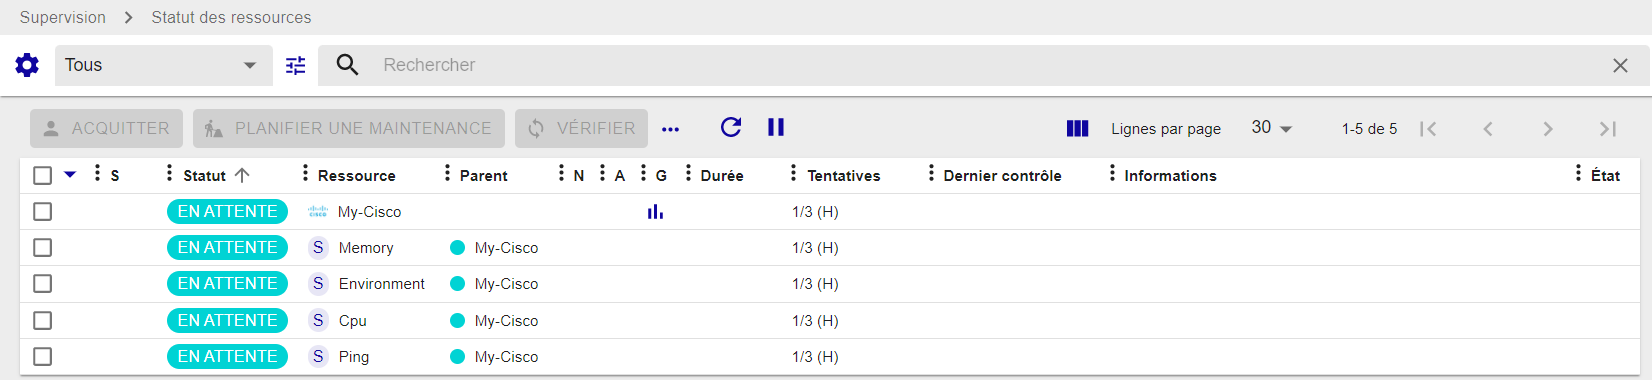 Supervision > Statut des ressources
Tous Rechercher
ACQUITTER PLANIFIER UNE MAINTENANCE VÉRIFIER ... Lignes par page 30 1-5 de 5
S Statut Ressource Parent N A G Durée Tentatives Dernier contrôle Informations État
EN ATTENTE CISCO My-Cisco 1/3 (H)
EN ATTENTE S Memory My-Cisco 1/3 (H)
EN ATTENTE S Environment My-Cisco 1/3 (H)
EN ATTENTE S Cpu My-Cisco 1/3 (H)
EN ATTENTE S Ping My-Cisco 1/3 (H)